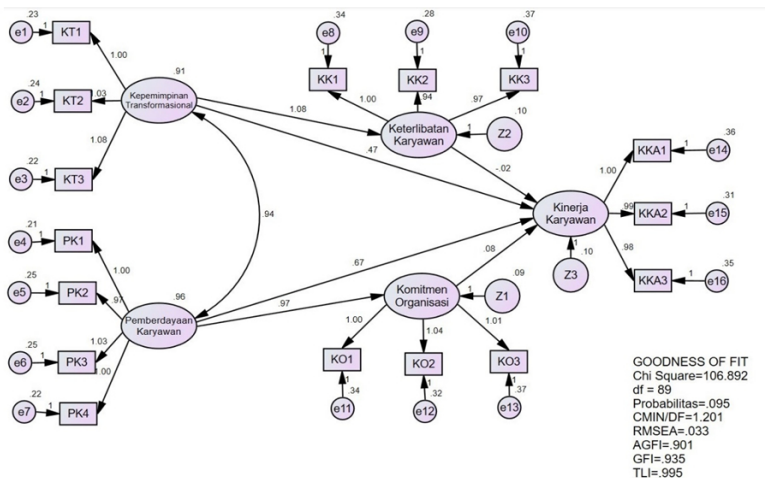 .23
e1
1
KT1
1.00
.24
e2
1
KT2
1.03
.22
e3
1
KT3
1.08
.91
Kepemimpinan
Transformasional
.21
e4
1
PK1
1.00
.25
e5
1
PK2
.97
.25
e6
1
PK3
1.03
.22
e7
1
PK4
1.00
.96
Pemberdayaan
Karyawan
.94
1.08
.47
.67
.97
.34
e8
1
KK1
1.00
.28
e9
1
KK2
.94
.37
e10
1
KK3
.97
Keterlibatan
Karyawan
.10
1
Z2
-.02
Komitmen
Organisasi
.09
1
Z1
.08
1.00
KO1
1
.34
e11
1.04
KO2
1
.32
e12
1.01
KO3
1
.37
e13
Kinerja
Karyawan
1
.10
Z3
1.00
KKA1
1
.36
e14
.99
KKA2
1
.31
e15
.98
KKA3
1
.35
e16
GOODNESS OF FIT
Chi Square=106.892
df = 89
Probabilitas=.095
CMIN/DF=1.201
RMSEA=.033
AGFI=.901
GFI=.935
TLI=.995